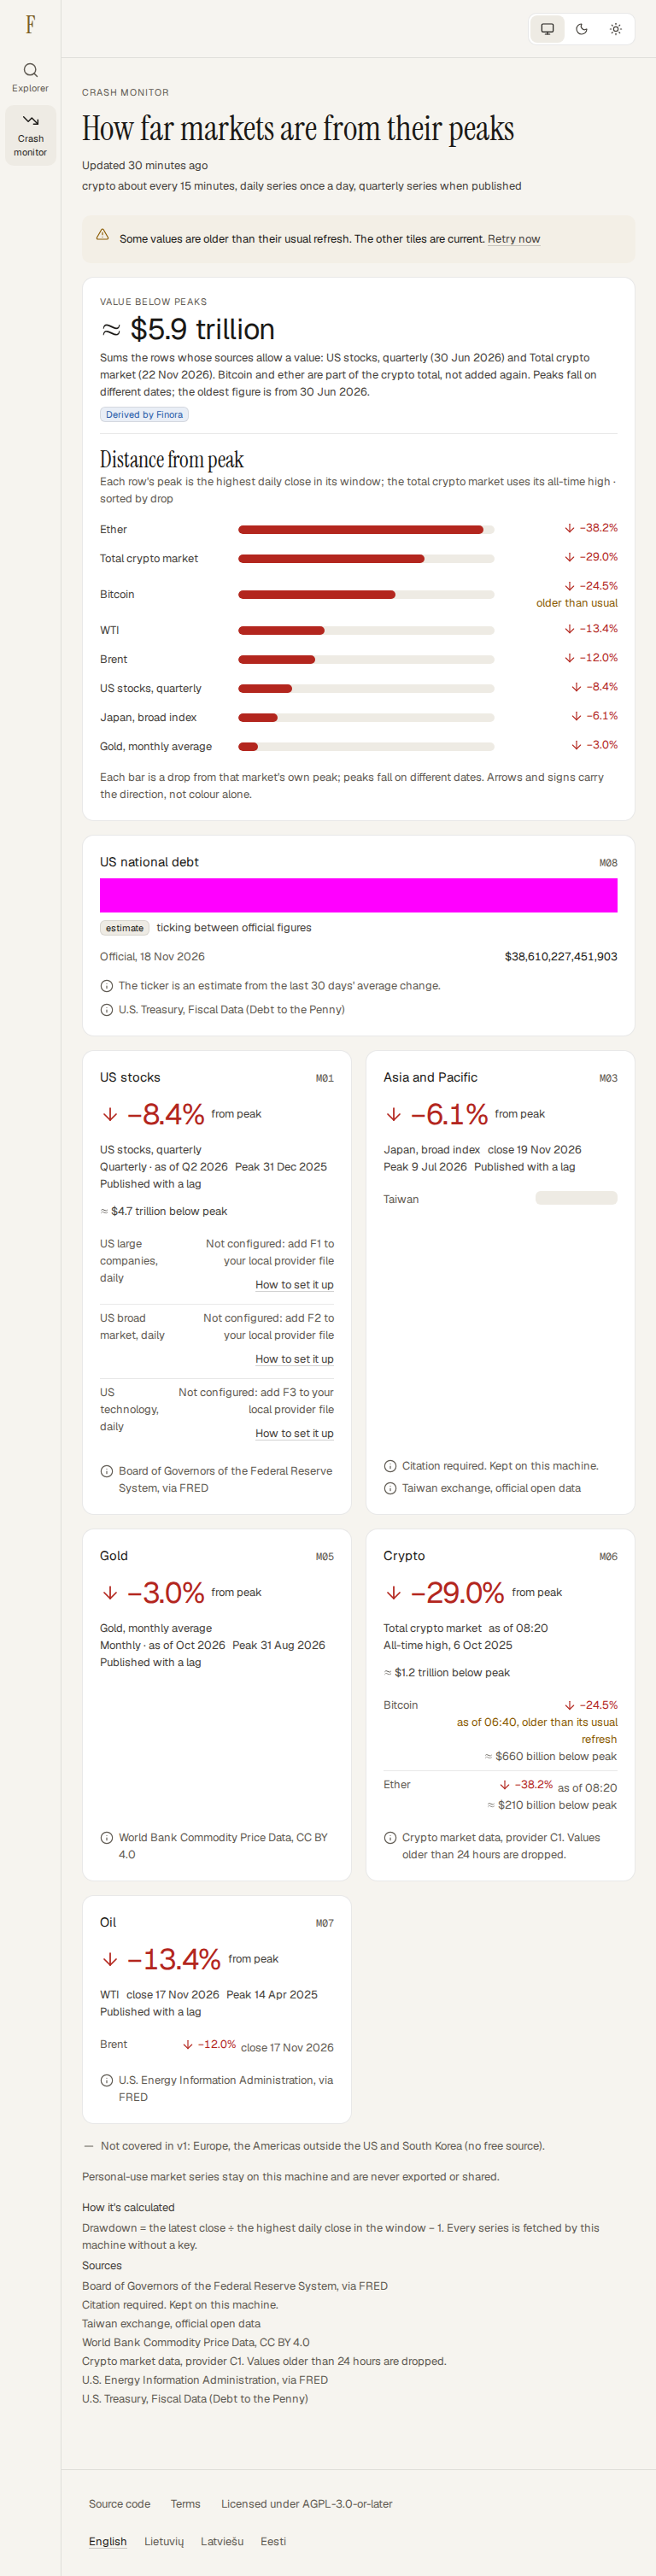 F
Explorer
Crash
monitor
CRASH MONITOR
How far markets are from their peaks
Updated 30 minutes ago
crypto about every 15 minutes, daily series once a day, quarterly series when published
Some values are older than their usual refresh. The other tiles are current. Retry now
VALUE BELOW PEAKS
≈ $5.9 trillion
Sums the rows whose sources allow a value: US stocks, quarterly (30 Jun 2026) and Total crypto
market (22 Nov 2026). Bitcoin and Ether are part of the crypto total, not added again. Peaks fall on
different dates; the oldest figure is from 30 Jun 2026.
Derived by Finora
Distance from peak
Each row's peak is the highest daily close in its window; the total crypto market uses its all-time high ·
sorted by drop
Ether ↓ −38.2%
Total crypto market ↓ −29.0%
Bitcoin ↓ −24.5%
older than usual
WTI ↓ −13.4%
Brent ↓ −12.0%
US stocks, quarterly ↓ −8.4%
Japan, broad index ↓ −6.1%
Gold, monthly average ↓ −3.0%
Each bar is a drop from that market's own peak; peaks fall on different dates. Arrows and signs carry
the direction, not colour alone.
US national debt M08
estimate ticking between official figures
Official, 18 Nov 2026 $38,610,227,451,903
The ticker is an estimate from the last 30 days' average change.
U.S. Treasury, Fiscal Data (Debt to the Penny)
US stocks M01
↓ −8.4% from peak
US stocks, quarterly
Quarterly · as of Q2 2026 Peak 31 Dec 2025
Published with a lag
≈ $4.7 trillion below peak
US large
companies,
daily
Not configured: add F1 to
your local provider file
How to set it up
US broad
market, daily
Not configured: add F2 to
your local provider file
How to set it up
US
technology,
daily
Not configured: add F3 to your
local provider file
How to set it up
Board of Governors of the Federal Reserve
System, via FRED
Asia and Pacific M03
↓ −6.1% from peak
Japan, broad index close 19 Nov 2026
Peak 9 Jul 2026 Published with a lag
Taiwan
Citation required. Kept on this machine.
Taiwan exchange, official open data
Gold M05
↓ −3.0% from peak
Gold, monthly average
Monthly · as of Oct 2026 Peak 31 Aug 2026
Published with a lag
World Bank Commodity Price Data, CC BY
4.0
Crypto M06
↓ −29.0% from peak
Total crypto market as of 08:20
All-time high, 6 Oct 2025
≈ $1.2 trillion below peak
Bitcoin ↓ −24.5%
as of 06:40, older than its usual
refresh
≈ $660 billion below peak
Ether ↓ −38.2% as of 08:20
≈ $210 billion below peak
Crypto market data, provider C1. Values
older than 24 hours are dropped.
Oil M07
↓ −13.4% from peak
WTI close 17 Nov 2026 Peak 14 Apr 2025
Published with a lag
Brent ↓ −12.0% close 17 Nov 2026
U.S. Energy Information Administration, via
FRED
— Not covered in v1: Europe, the Americas outside the US and South Korea (no free source).
Personal-use market series stay on this machine and are never exported or shared.
How it's calculated
Drawdown = the latest close ÷ the highest daily close in the window − 1. Every series is fetched by this
machine without a key.
Sources
Board of Governors of the Federal Reserve System, via FRED
Citation required. Kept on this machine.
Taiwan exchange, official open data
World Bank Commodity Price Data, CC BY 4.0
Crypto market data, provider C1. Values older than 24 hours are dropped.
U.S. Energy Information Administration, via FRED
U.S. Treasury, Fiscal Data (Debt to the Penny)
Source code Terms Licensed under AGPL-3.0-or-later
English Lietuvių Latviešu Eesti